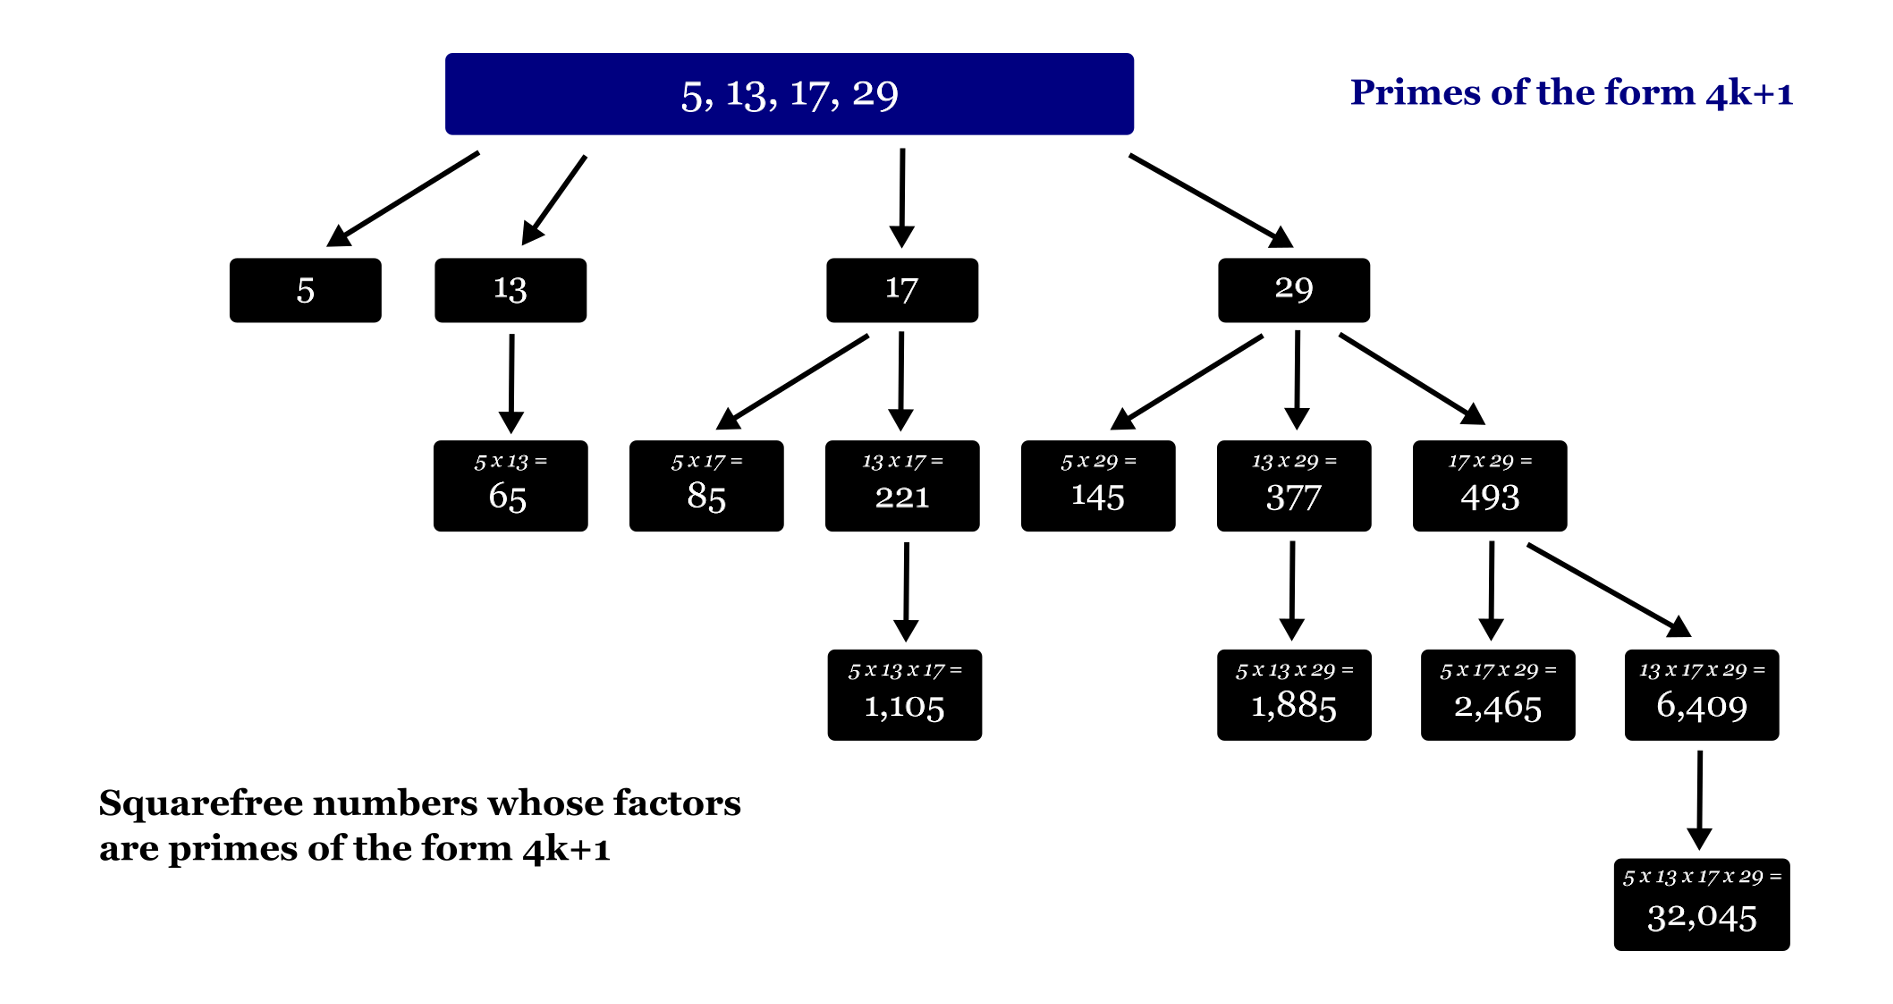 5, 13, 17, 29
Primes of the form 4k+1
5
13
17
29
5 x 13 =
65
5 x 17 =
85
13 x 17 =
221
5 x 29 =
145
13 x 29 =
377
17 x 29 =
493
5 x 13 x 17 =
1,105
5 x 13 x 29 =
1,885
5 x 17 x 29 =
2,465
13 x 17 x 29 =
6,409
Squarefree numbers whose factors
are primes of the form 4k+1
5 x 13 x 17 x 29 =
32,045